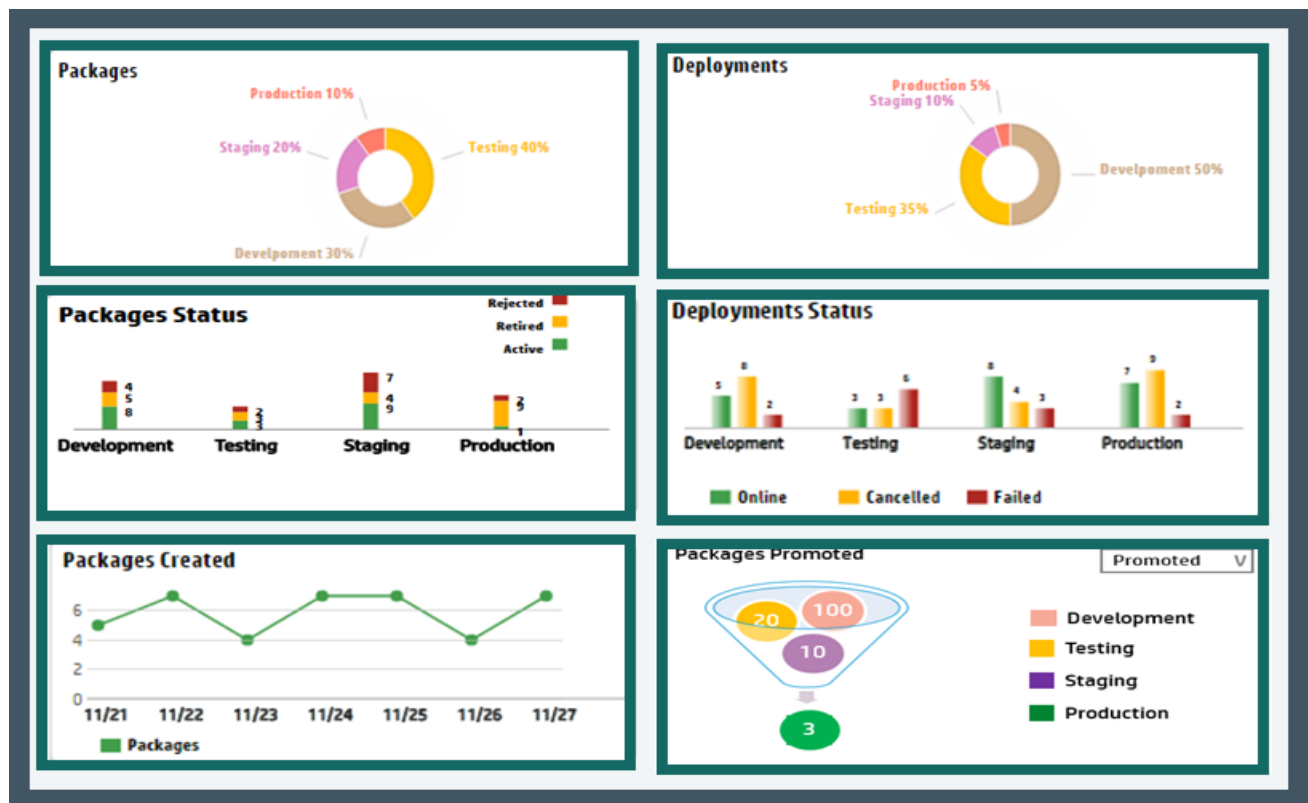 Packages
Production 10%
Staging 20%
Testing 40%
Develpoment 30%
Deployments
Production 5%
Staging 10%
Develpoment 50%
Testing 35%
Packages Status
Rejected
Retired
Active
4
5
8
2
3
3
7
4
9
2
9
1
Development Testing Staging Production
Deployments Status
5 8 2
3 3 6
8 4 3
7 9 2
Development Testing Staging Production
Online Cancelled Failed
Packages Created
6
4
2
0
11/21 11/22 11/23 11/24 11/25 11/26 11/27
Packages
Packages Promoted
Promoted V
20 100
10
3
Development
Testing
Staging
Production